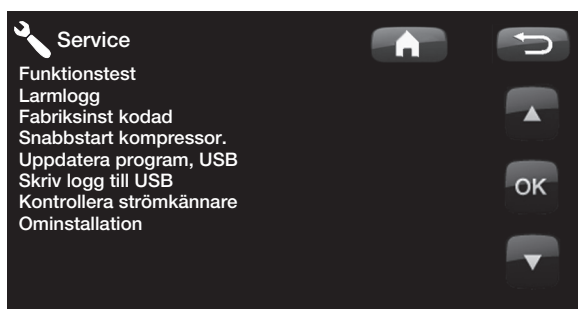 Service
Funktionstest
Larmlogg
Fabriksinst kodad
Snabbstart kompressor.
Uppdatera program, USB
Skriv logg till USB
Kontrollera strömkännare
Ominstallation
OK